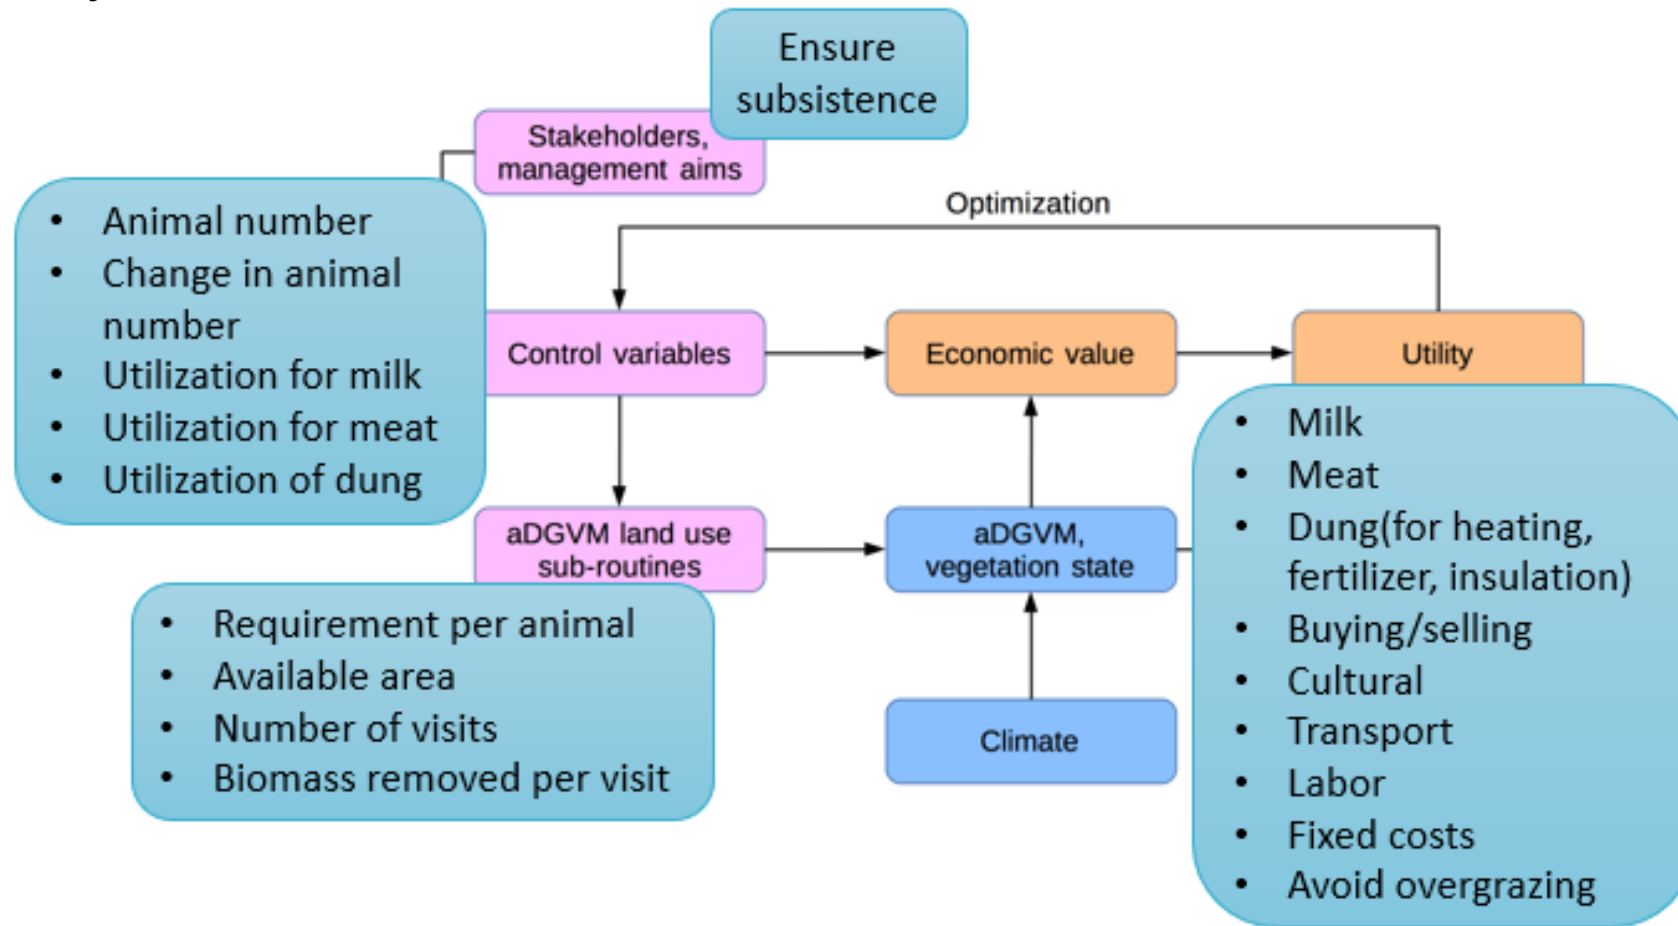 Ensure
subsistence
Stakeholders,
management aims
• Animal number
• Change in animal
number
• Utilization for milk
• Utilization for meat
• Utilization of dung
Optimization
Control variables
Economic value
Utility
aDGVM land use
sub-routines
aDGVM,
vegetation state
• Requirement per animal
• Available area
• Number of visits
• Biomass removed per visit
Climate
• Milk
• Meat
• Dung(for heating,
fertilizer, insulation)
• Buying/selling
• Cultural
• Transport
• Labor
• Fixed costs
• Avoid overgrazing